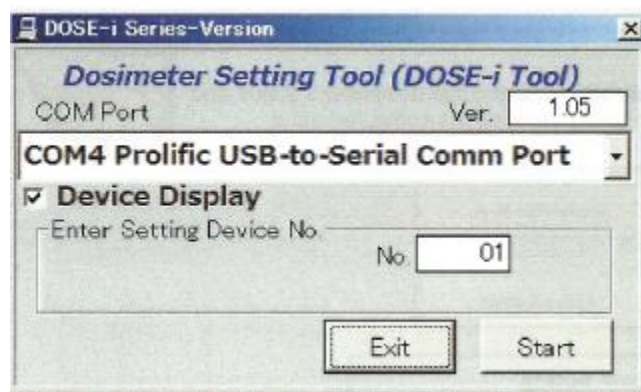 DOSE-i Series-Version
Dosimeter Setting Tool (DOSE-i Tool)
COM Port Ver. 1.05
COM4 Prolific USB-to-Serial Comm Port
Device Display
Enter Setting Device No.
No. 01
Exit Start